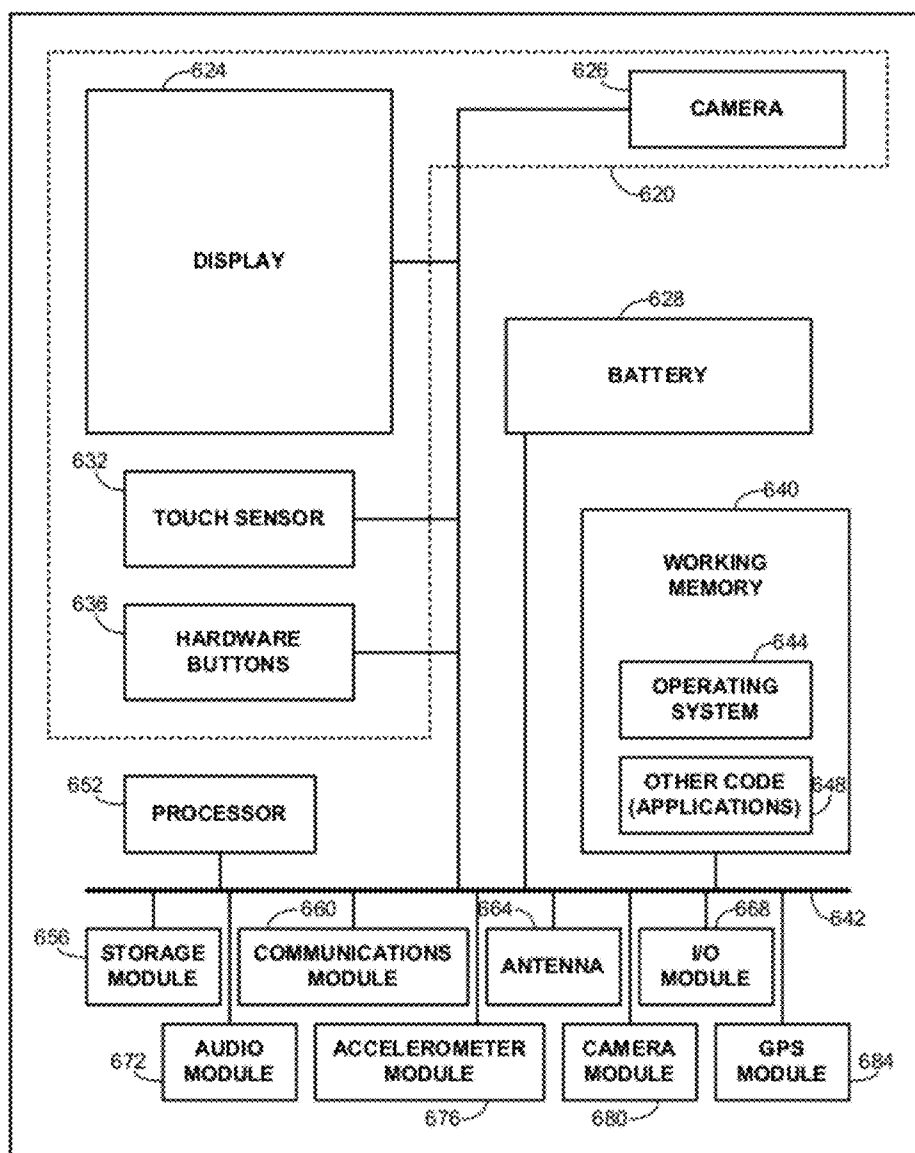 624
DISPLAY
626
CAMERA
620
628
BATTERY
632
TOUCH SENSOR
636
HARDWARE
BUTTONS
640
WORKING
MEMORY
644
OPERATING
SYSTEM
OTHER CODE
(APPLICATIONS)
648
652
PROCESSOR
642
656
STORAGE
MODULE
660
COMMUNICATIONS
MODULE
664
ANTENNA
668
I/O
MODULE
672
AUDIO
MODULE
ACCELEROMETER
MODULE
676
CAMERA
MODULE
680
GPS
MODULE
684